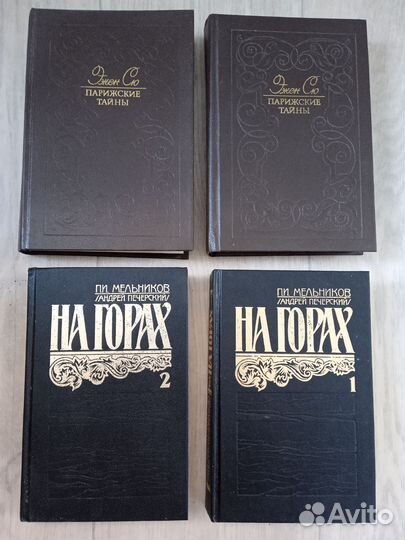 Эжен Сю
ПАРИЖСКИЕ
ТАЙНЫ
Эжен Сю
ПАРИЖСКИЕ
ТАЙНЫ
П.И. МЕЛЬНИКОВ
/АНДРЕЙ ПЕЧЕРСКИЙ/
НА ГОРАХ
2
П.И. МЕЛЬНИКОВ
/АНДРЕЙ ПЕЧЕРСКИЙ/
НА ГОРАХ
1
Avito